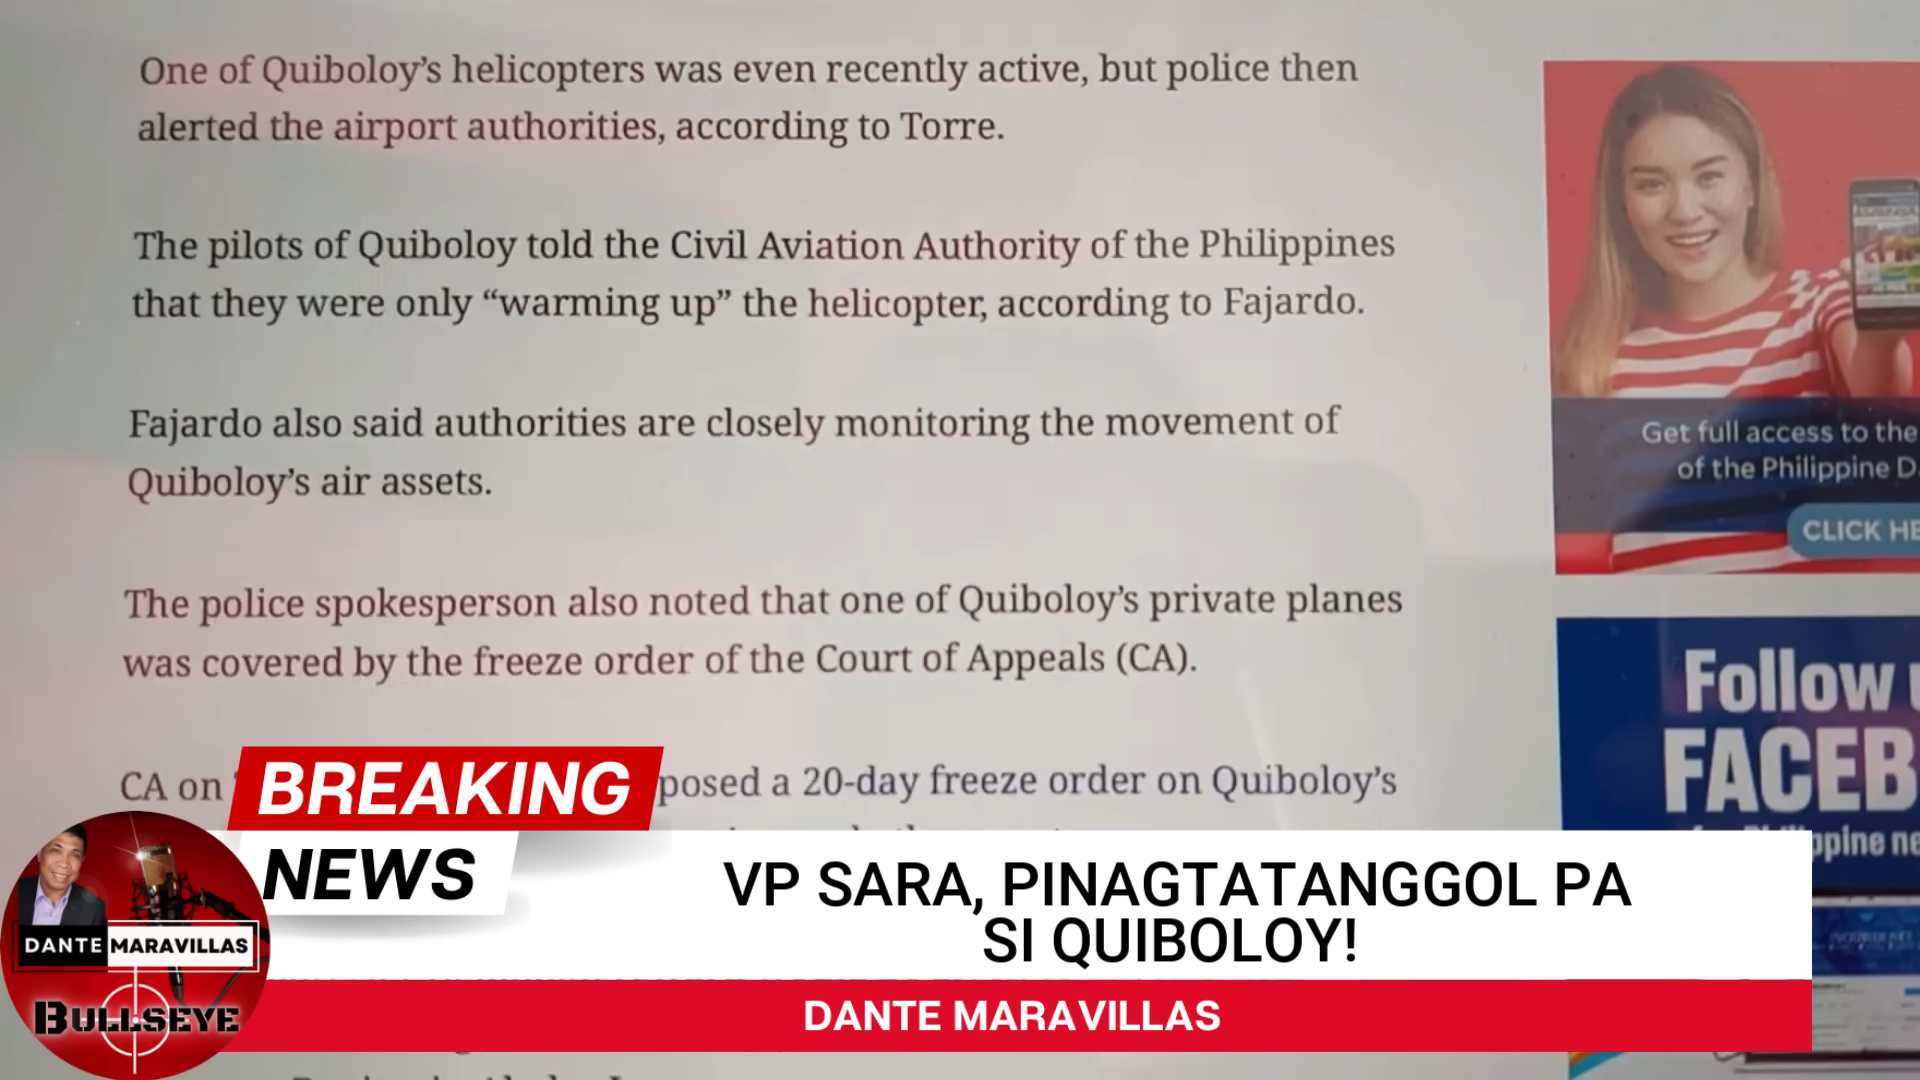 One of Quiboloy’s helicopters was even recently active, but police then
alerted the airport authorities, according to Torre.
The pilots of Quiboloy told the Civil Aviation Authority of the Philippines
that they were only “warming up” the helicopter, according to Fajardo.
Fajardo also said authorities are closely monitoring the movement of
Quiboloy’s air assets.
The police spokesperson also noted that one of Quiboloy’s private planes
was covered by the freeze order of the Court of Appeals (CA).
CA on posed a 20-day freeze order on Quiboloy’s
Get full access to the
of the Philippine D
CLICK HE
Follow
FACEB
ppine ne
BREAKING
NEWS
VP SARA, PINAGTATANGGOL PA
SI QUIBOLOY!
DANTE MARAVILLAS
DANTE MARAVILLAS
BULLSEYE